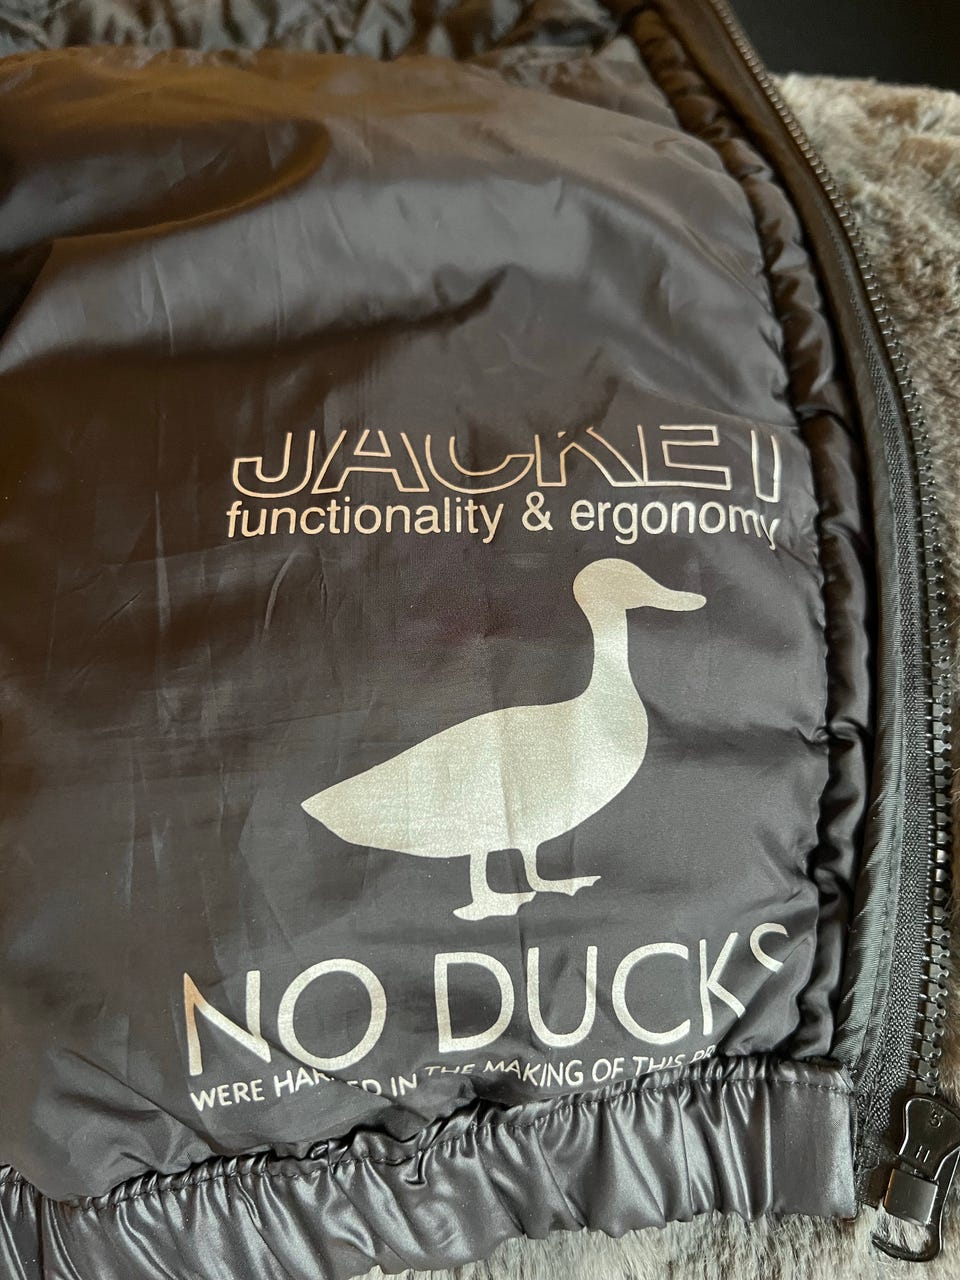 JACKET
functionality & ergonomy
NO DUCKS
WERE HARMED IN THE MAKING OF THIS